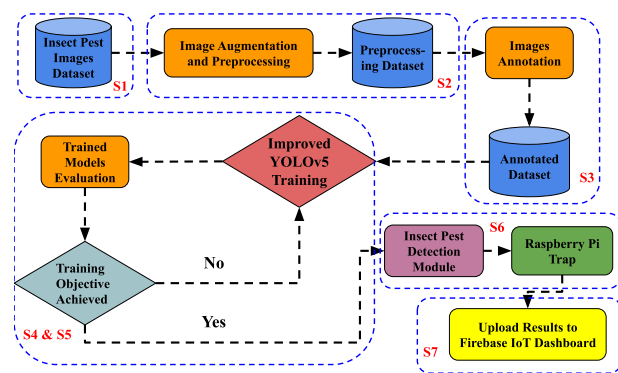 Insect Pest
Images
Dataset
S1
Image Augmentation
and Preprocessing
Preprocess-
ing Dataset
S2
Images
Annotation
Annotated
Dataset
S3
Improved
YOLOv5
Training
Trained
Models
Evaluation
Training
Objective
Achieved
No
Yes
S4 & S5
Insect Pest
Detection
Module
S6
Raspberry Pi
Trap
Upload Results to
Firebase IoT Dashboard
S7